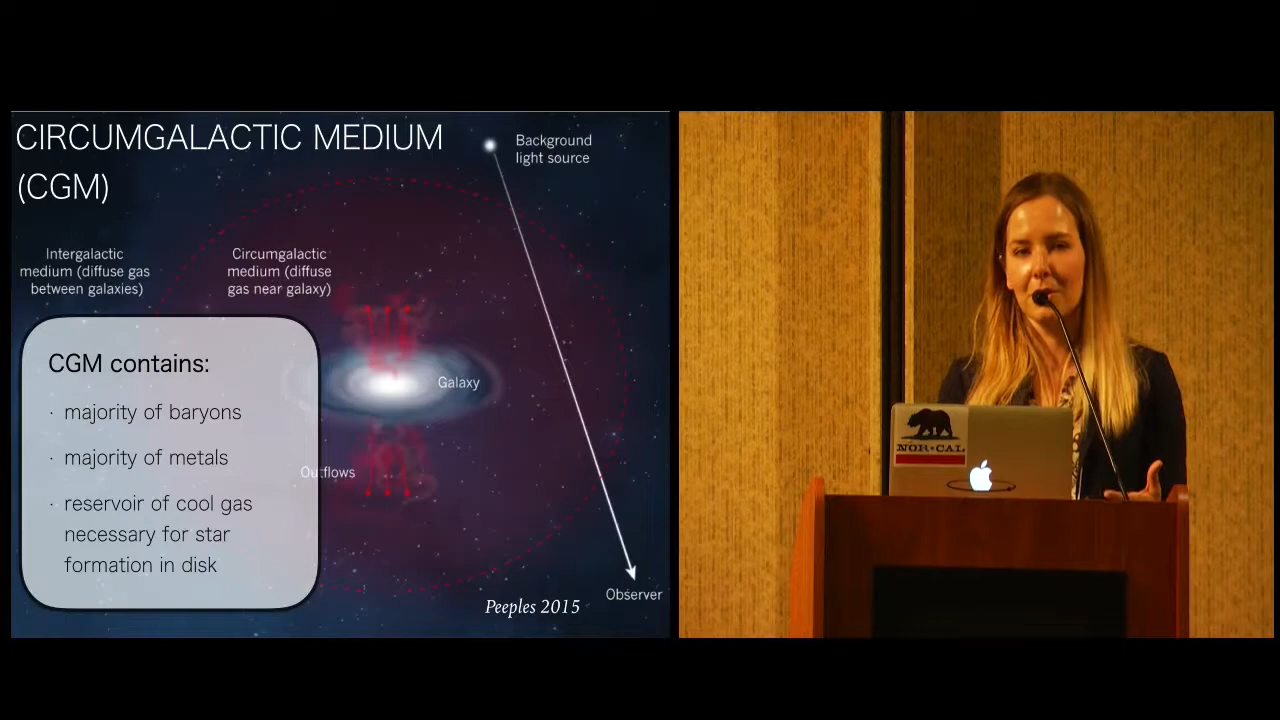 CIRCUMGALACTIC MEDIUM
(CGM)
Background
light source
Intergalactic
medium (diffuse gas
between galaxies)
Circumgalactic
medium (diffuse
gas near galaxy)
CGM contains:
· majority of baryons
· majority of metals
· reservoir of cool gas
necessary for star
formation in disk
Galaxy
Outflows
Observer
Peeples 2015
NOR★CAL